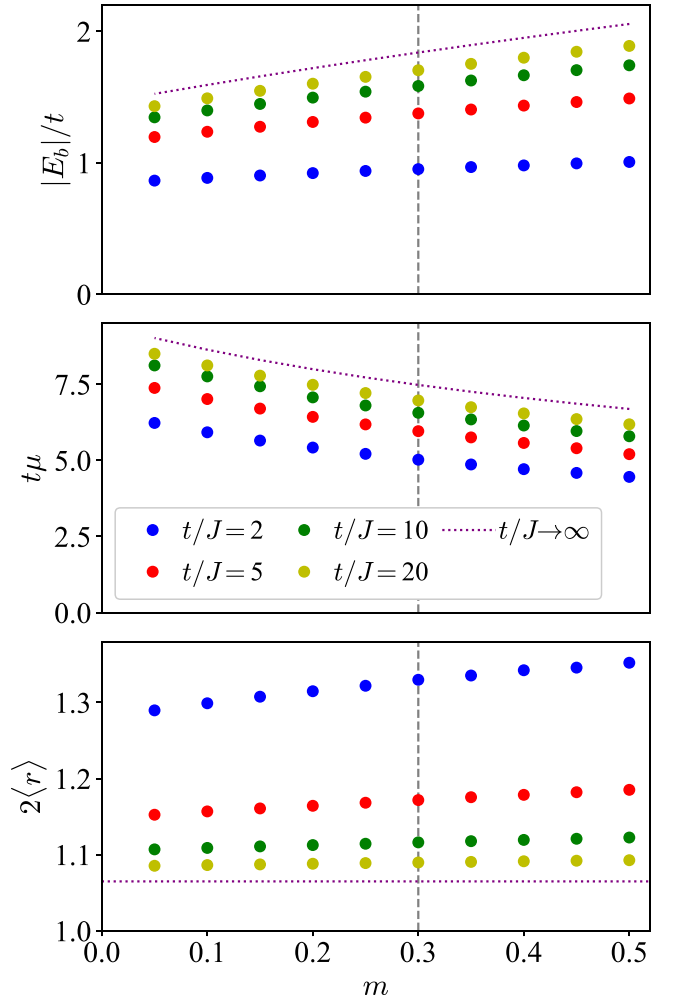 2
|E_b|/t
1
0
7.5
tμ
5.0
t/J = 2 t/J = 10 t/J→∞
2.5
t/J = 5 t/J = 20
0.0
1.3
2⟨r⟩
1.2
1.1
1.0
0.0 0.1 0.2 0.3 0.4 0.5
m